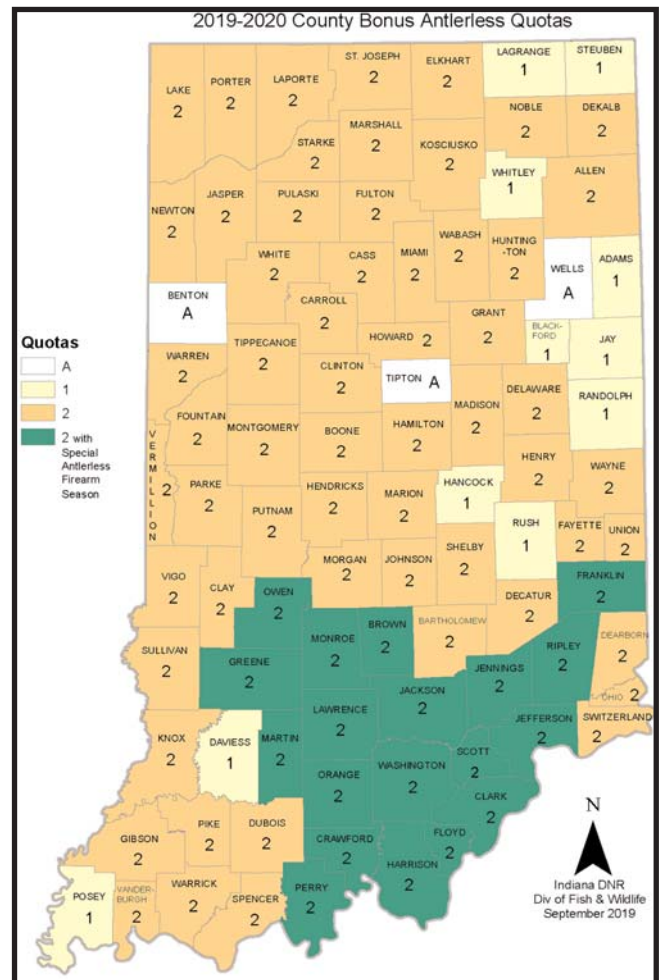 2019-2020 County Bonus Antlerless Quotas
LAKE
2
PORTER
2
LAPORTE
2
ST. JOSEPH
2
ELKHART
2
LAGRANGE
1
STEUBEN
1
NOBLE
2
DEKALB
2
MARSHALL
2
STARKE
2
KOSCIUSKO
2
WHITLEY
1
ALLEN
2
NEWTON
2
JASPER
2
PULASKI
2
FULTON
2
WABASH
2
HUNTING
-TON
2
MIAMI
2
WHITE
2
CASS
2
WELLS
A
ADAMS
1
BENTON
A
CARROLL
2
GRANT
2
BLACK-
FORD
1
JAY
1
HOWARD 2
TIPPECANOE
2
WARREN
2
CLINTON
2
TIPTON A
Quotas
A
1
2
2 with
Special
Antlerless
Firearm
Season
DELAWARE
2
RANDOLPH
1
MADISON
2
FOUNTAIN
2
MONTGOMERY
2
BOONE
2
HAMILTON
2
VERMILLION
2
HENRY
2
WAYNE
2
PARKE
2
HENDRICKS
2
MARION
2
HANCOCK
1
PUTNAM
2
RUSH
1
FAYETTE
2
UNION
2
MORGAN
2
JOHNSON
2
SHELBY
2
VIGO
2
CLAY
2
OWEN
2
FRANKLIN
2
DECATUR
2
MONROE
2
BROWN
2
BARTHOLOMEW
2
DEARBORN
2
RIPLEY
2
SULLIVAN
2
GREENE
2
JENNINGS
2
OHIO 2
JACKSON
2
LAWRENCE
2
JEFFERSON
2
SWITZERLAND
2
KNOX
2
DAVIESS
1
MARTIN
2
SCOTT
2
ORANGE
2
WASHINGTON
2
CLARK
2
GIBSON
2
PIKE
2
DUBOIS
2
CRAWFORD
2
FLOYD
2
HARRISON
2
POSEY
1
VANDER-
BURGH
2
WARRICK
2
SPENCER
2
PERRY
2
N
Indiana DNR
Div of Fish & Wildlife
September 2019